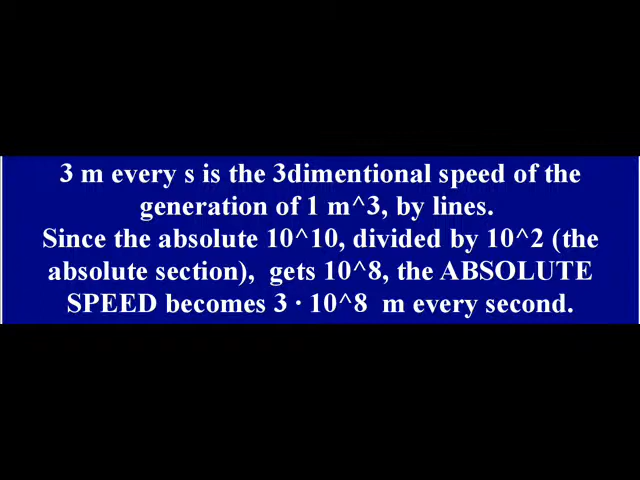 3 m every s is the 3dimentional speed of the
generation of 1 m^3, by lines.
Since the absolute 10^10, divided by 10^2 (the
absolute section),  gets 10^8, the ABSOLUTE
SPEED becomes 3 · 10^8  m every second.